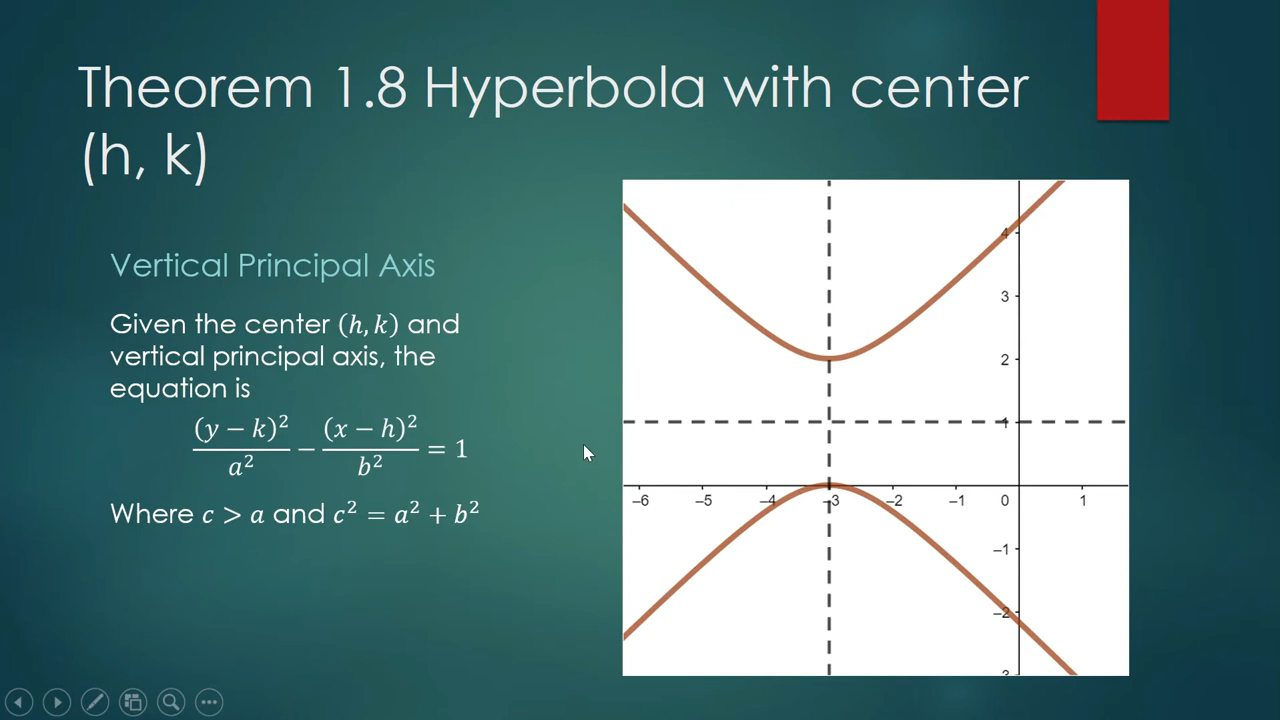 Theorem 1.8 Hyperbola with center
(h, k)
Vertical Principal Axis
Given the center (h, k) and
vertical principal axis, the
equation is
(y − k)²/a² − (x − h)²/b² = 1
Where c > a and c² = a² + b²
4
3
2
1
–6 –5 –4 –3 –2 –1 0 1
–1
–2
3